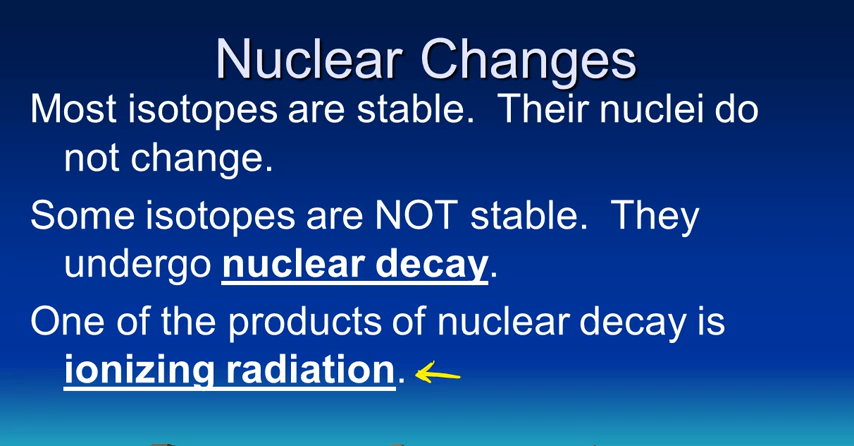 Nuclear Changes
Most isotopes are stable.  Their nuclei do
not change.
Some isotopes are NOT stable.  They
undergo nuclear decay.
One of the products of nuclear decay is
ionizing radiation.